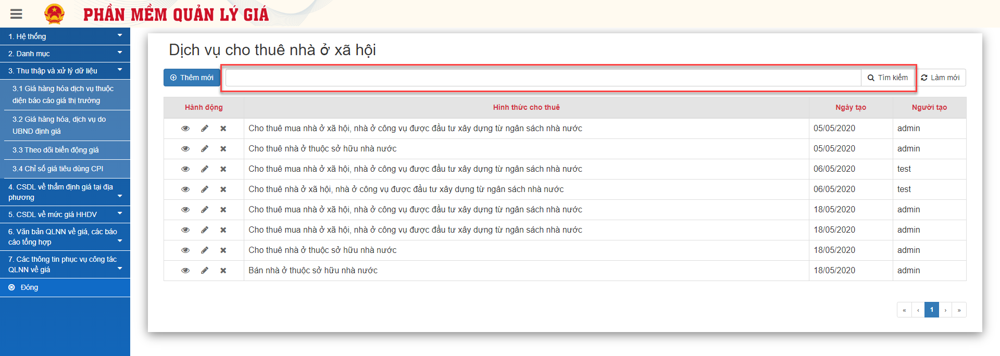 PHẦN MỀM QUẢN LÝ GIÁ
1. Hệ thống
2. Danh mục
3. Thu thập và xử lý dữ liệu
3.1 Giá hàng hóa dịch vụ thuộc
diện báo cáo giá thị trường
3.2 Giá hàng hóa, dịch vụ do
UBND định giá
3.3 Theo dõi biến động giá
3.4 Chỉ số giá tiêu dùng CPI
4. CSDL về thẩm định giá tại địa
phương
5. CSDL về mức giá HHDV
6. Văn bản QLNN về giá, các báo
cáo tổng hợp
7. Các thông tin phục vụ công tác
QLNN về giá
Đóng
Dịch vụ cho thuê nhà ở xã hội
Thêm mới Tìm kiếm Làm mới
Hành động Hình thức cho thuê Ngày tạo Người tạo
Cho thuê mua nhà ở xã hội, nhà ở công vụ được đầu tư xây dựng từ ngân sách nhà nước 05/05/2020 admin
Cho thuê nhà ở thuộc sở hữu nhà nước 05/05/2020 admin
Cho thuê mua nhà ở xã hội, nhà ở công vụ được đầu tư xây dựng từ ngân sách nhà nước 06/05/2020 test
Cho thuê nhà ở xã hội, nhà ở công vụ được đầu tư xây dựng từ ngân sách nhà nước 06/05/2020 test
Cho thuê mua nhà ở xã hội, nhà ở công vụ được đầu tư xây dựng từ ngân sách nhà nước 18/05/2020 admin
Cho thuê mua nhà ở xã hội, nhà ở công vụ được đầu tư xây dựng từ ngân sách nhà nước 18/05/2020 admin
Cho thuê nhà ở thuộc sở hữu nhà nước 18/05/2020 admin
Bán nhà ở thuộc sở hữu nhà nước 18/05/2020 admin
« ‹ 1 › »